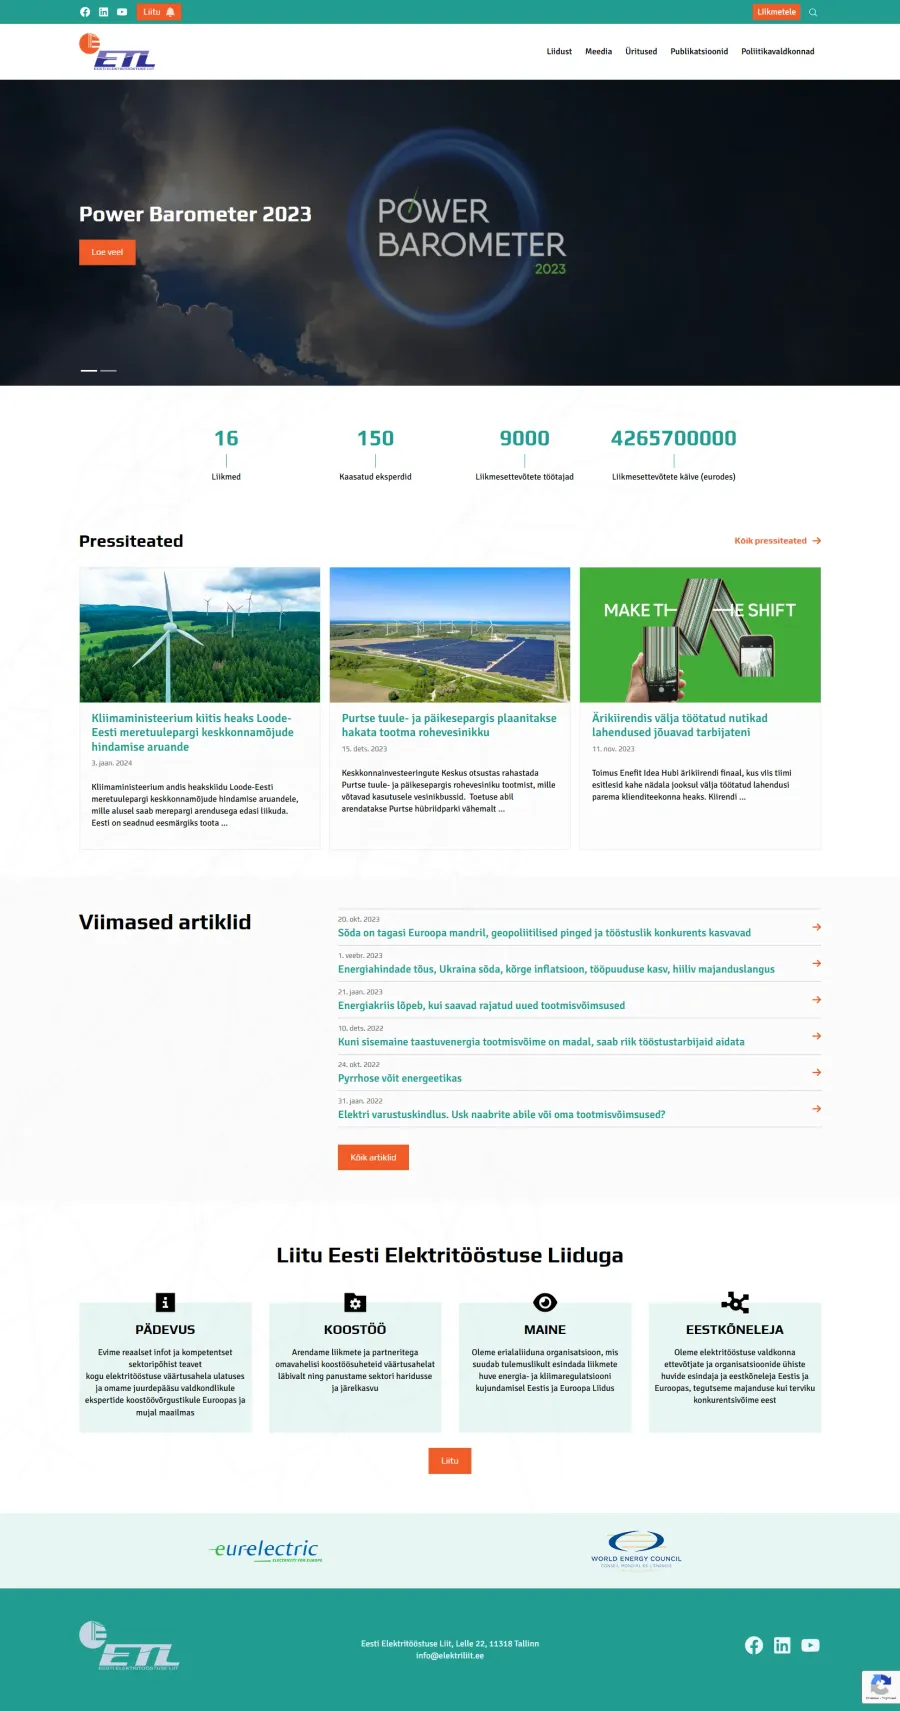 Liitu
Liikmetele
ETL
EESTI ELEKTRITÖÖSTUSE LIIT
Liidust
Meedia
Üritused
Publikatsioonid
Poliitikavaldkonnad
Power Barometer 2023
Loe veel
POWER
BAROMETER
2023
16
Liikmed
150
Kaasatud eksperdid
9000
Liikmesettevõtete töötajad
4265700000
Liikmesettevõtete käive (eurodes)
Pressiteated
Kõik pressiteated
Kliimaministeerium kiitis heaks Loode-
Eesti meretuulepargi keskkonnamõjude
hindamise aruande
3. jaan. 2024
Kliimaministeerium andis heakskiidu Loode-Eesti
meretuulepargi keskkonnamõjude hindamise aruandele,
mille alusel saab merepargi arendusega edasi liikuda.
Eesti on seadnud eesmärgiks toota ...
Purtse tuule- ja päikesepargis plaanitakse
hakata tootma rohevesinikku
15. dets. 2023
Keskkonnainvesteeringute Keskus otsustas rahastada
Purtse tuule- ja päikesepargis rohevesiniku tootmist, mille
võtavad kasutusele vesinikbussid. Toetuse abil
arendatakse Purtse hübriidparki vähemalt ...
MAKE TH HE SHIFT
Ärikiirendis välja töötatud nutikad
lahendused jõuavad tarbijateni
11. nov. 2023
Toimus Enefit Idea Hubi ärikiirendi finaal, kus viis tiimi
esitlesid kahe nädala jooksul välja töötatud lahendusi
parema klienditeekonna heaks. Kiirendi ...
Viimased artiklid
20. okt. 2023
Sõda on tagasi Euroopa mandril, geopoliitilised pinged ja tööstuslik konkurents kasvavad
1. veebr. 2023
Energiahindade tõus, Ukraina sõda, kõrge inflatsioon, tööpuuduse kasv, hiiliv majanduslangus
21. jaan. 2023
Energiakriis lõpeb, kui saavad rajatud uued tootmisvõimsused
10. dets. 2022
Kuni sisemaine taastuvenergia tootmisvõime on madal, saab riik tööstustarbijaid aidata
24. okt. 2022
Pyrrhose võit energeetikas
31. jaan. 2022
Elektri varustuskindlus. Usk naabrite abile või oma tootmisvõimsused?
Kõik artiklid
Liitu Eesti Elektritööstuse Liiduga
PÄDEVUS
Evime reaalset infot ja kompetentset
sektoripõhist teavet
kogu elektritööstuse väärtusahela ulatuses
ja omame juurdepääsu valdkondlikule
ekspertide koostöövõrgustikule Euroopas ja
mujal maailmas
KOOSTÖÖ
Arendame liikmete ja partneritega
omavahelisi koostöösuheteid väärtusahelat
läbivalt ning panustame sektori haridusse
ja järelkasvu
MAINE
Oleme erialaliiduna organisatsioon, mis
suudab tulemuslikult esindada liikmete
huve energia- ja kliimaregulatsiooni
kujundamisel Eestis ja Euroopa Liidus
EESTKÕNELEJA
Oleme elektritööstuse valdkonna
ettevõtjate ja organisatsioonide ühiste
huvide esindaja ja eestkõneleja Eestis ja
Euroopas, tegutseme majanduse kui terviku
konkurentsivõime eest
Liitu
eurelectric
ELECTRICITY FOR EUROPE
WORLD ENERGY COUNCIL
CONSEIL MONDIAL DE L'ÉNERGIE
ETL
EESTI ELEKTRITÖÖSTUSE LIIT
Eesti Elektritööstuse Liit, Lelle 22, 11318 Tallinn
info@elektriliit.ee